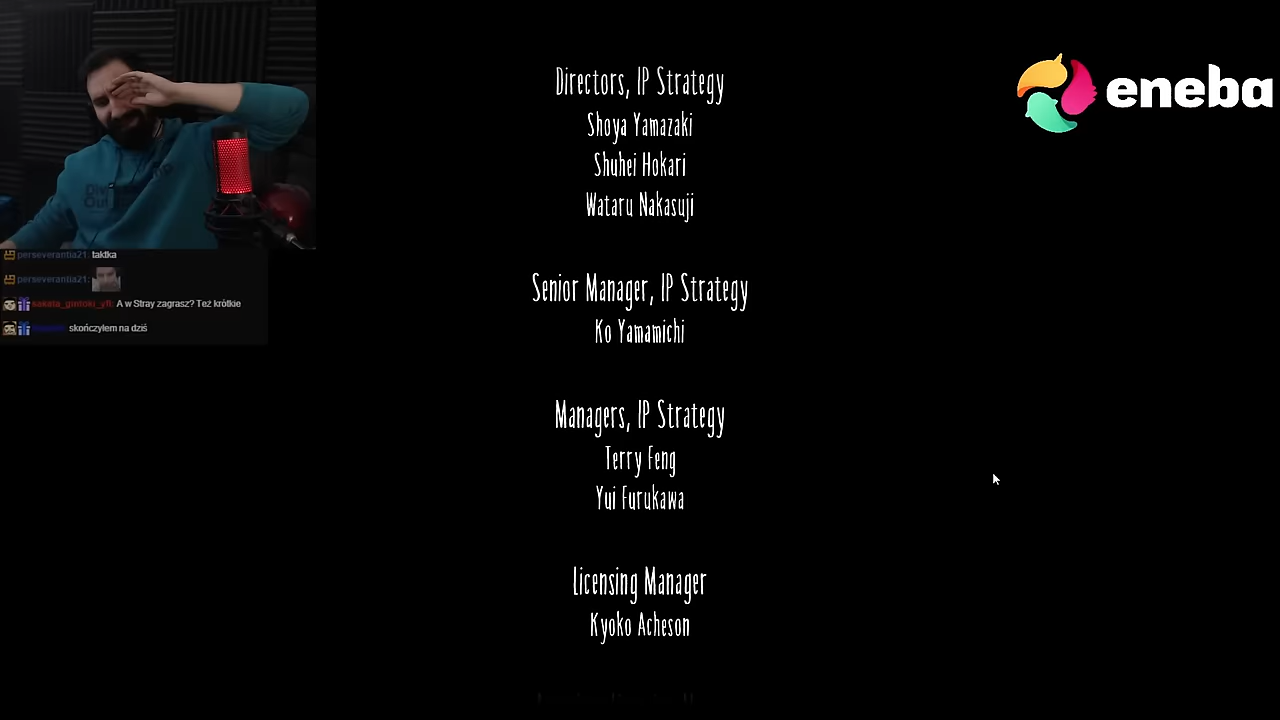 Directors, IP Strategy
Shoya Yamazaki
Shuhei Hokari
Wataru Nakasuji
Senior Manager, IP Strategy
Ko Yamamichi
Managers, IP Strategy
Terry Feng
Yui Furukawa
Licensing Manager
Kyoko Acheson
eneba
perseverantia21: taktka
perseverantia21:
A w Stray zagrasz? Też krótkie
skończyłem na dziś